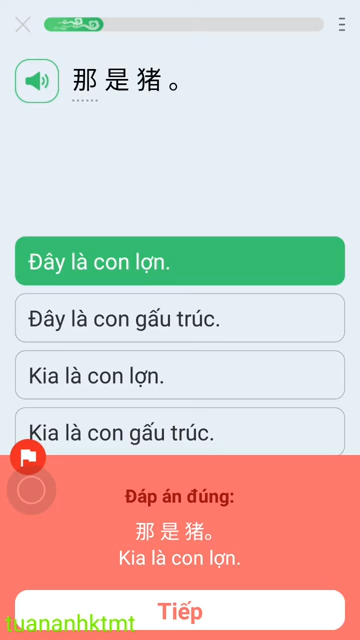 那是猪。
Đây là con lợn.
Đây là con gấu trúc.
Kia là con lợn.
Kia là con gấu trúc.
Đáp án đúng:
那是猪。
Kia là con lợn.
Tiếp
tuananhktmt